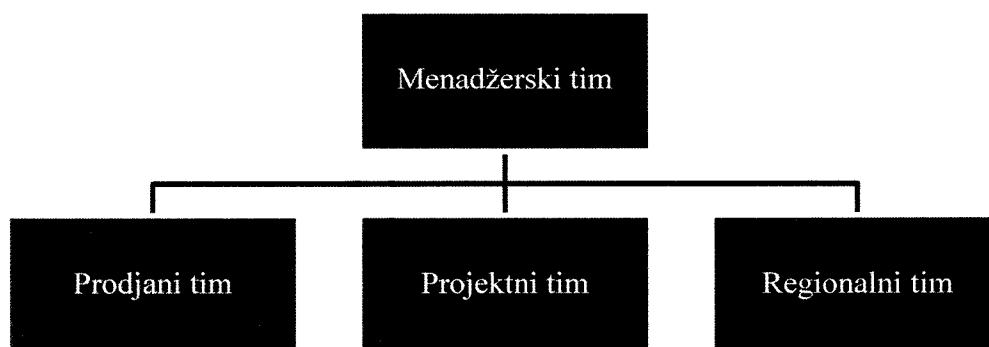 Menadžerski tim
Prodjani tim
Projektni tim
Regionalni tim